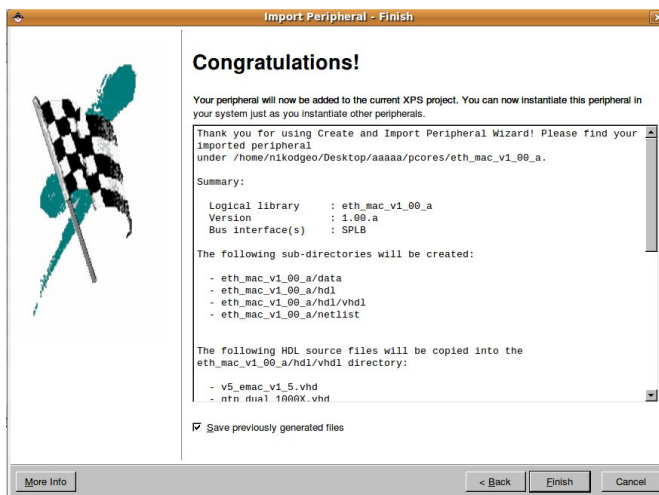 Import Peripheral - Finish
Congratulations!
Your peripheral will now be added to the current XPS project. You can now instantiate this peripheral in
your system just as you instantiate other peripherals.
Thank you for using Create and Import Peripheral Wizard! Please find your
imported peripheral
under /home/nikodgeo/Desktop/aaaaa/pcores/eth_mac_v1_00_a.
Summary:
Logical library : eth_mac_v1_00_a
Version : 1.00.a
Bus interface(s) : SPLB
The following sub-directories will be created:
- eth_mac_v1_00_a/data
- eth_mac_v1_00_a/hdl
- eth_mac_v1_00_a/hdl/vhdl
- eth_mac_v1_00_a/netlist
The following HDL source files will be copied into the
eth_mac_v1_00_a/hdl/vhdl directory:
- v5_emac_v1_5.vhd
- gtp_dual_1000X.vhd
Save previously generated files
More Info
< Back
Finish
Cancel